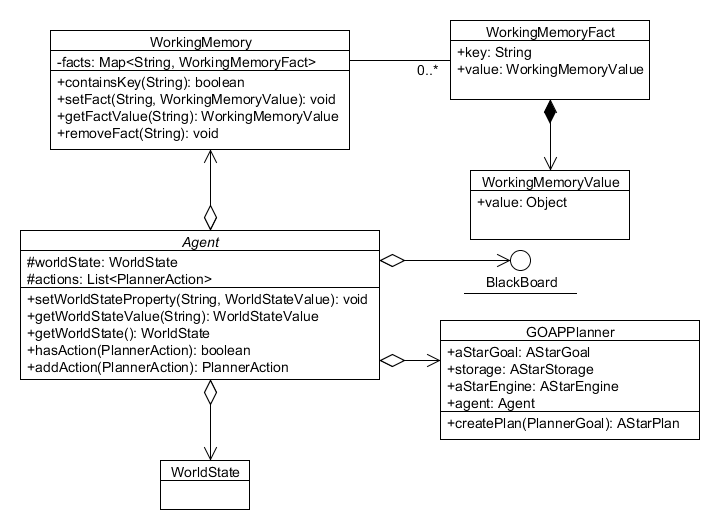 WorkingMemory
-facts: Map<String, WorkingMemoryFact>
+containsKey(String): boolean
+setFact(String, WorkingMemoryValue): void
+getFactValue(String): WorkingMemoryValue
+removeFact(String): void
0..*
WorkingMemoryFact
+key: String
+value: WorkingMemoryValue
WorkingMemoryValue
+value: Object
Agent
#worldState: WorldState
#actions: List<PlannerAction>
+setWorldStateProperty(String, WorldStateValue): void
+getWorldStateValue(String): WorldStateValue
+getWorldState(): WorldState
+hasAction(PlannerAction): boolean
+addAction(PlannerAction): PlannerAction
BlackBoard
GOAPPlanner
+aStarGoal: AStarGoal
+storage: AStarStorage
+aStarEngine: AStarEngine
+agent: Agent
+createPlan(PlannerGoal): AStarPlan
WorldState